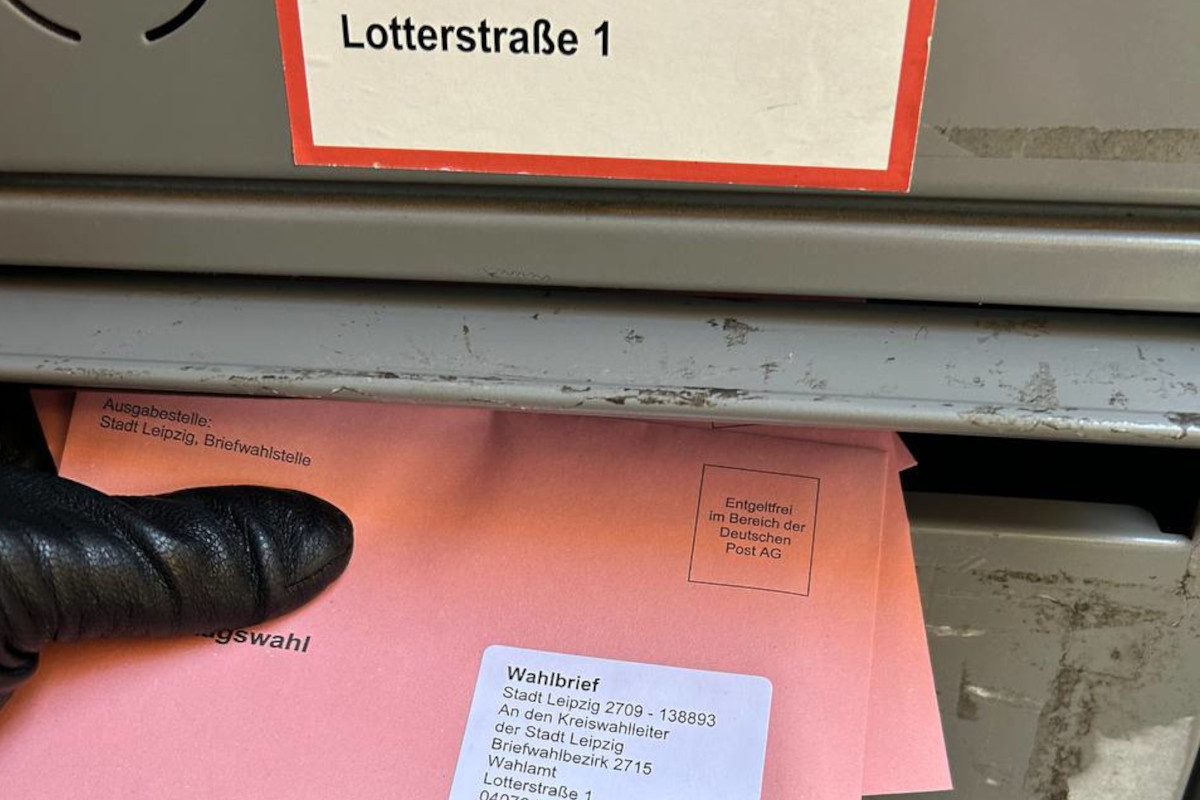 Lotterstraße 1
Ausgabestelle:
Stadt Leipzig, Briefwahlstelle
Entgeltfrei
im Bereich der
Deutschen
Post AG
Wahlbrief
Stadt Leipzig 2709 - 138893
An den Kreiswahlleiter
der Stadt Leipzig
Briefwahlbezirk 2715
Wahlamt
Lotterstraße 1